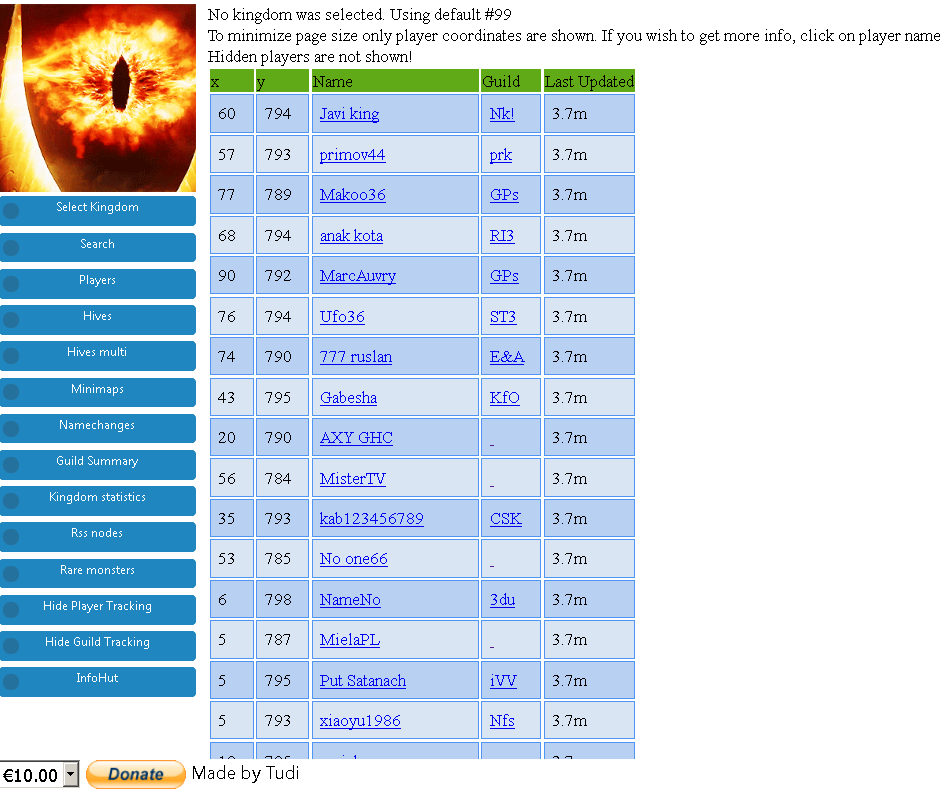 No kingdom was selected. Using default #99
To minimize page size only player coordinates are shown. If you wish to get more info, click on player name
Hidden players are not shown!
x y Name Guild Last Updated
60 794 Javi king Nk! 3.7m
57 793 primov44 prk 3.7m
77 789 Makoo36 GPs 3.7m
68 794 anak kota RI3 3.7m
90 792 MarcAuvry GPs 3.7m
76 794 Ufo36 ST3 3.7m
74 790 777 ruslan E&A 3.7m
43 795 Gabesha KfO 3.7m
20 790 AXY GHC - 3.7m
56 784 MisterTV - 3.7m
35 793 kab123456789 CSK 3.7m
53 785 No one66 - 3.7m
6 798 NameNo 3du 3.7m
5 787 MielaPL - 3.7m
5 795 Put Satanach iVV 3.7m
5 793 xiaoyu1986 Nfs 3.7m
Select Kingdom
Search
Players
Hives
Hives multi
Minimaps
Namechanges
Guild Summary
Kingdom statistics
Rss nodes
Rare monsters
Hide Player Tracking
Hide Guild Tracking
InfoHut
€10.00 Donate Made by Tudi